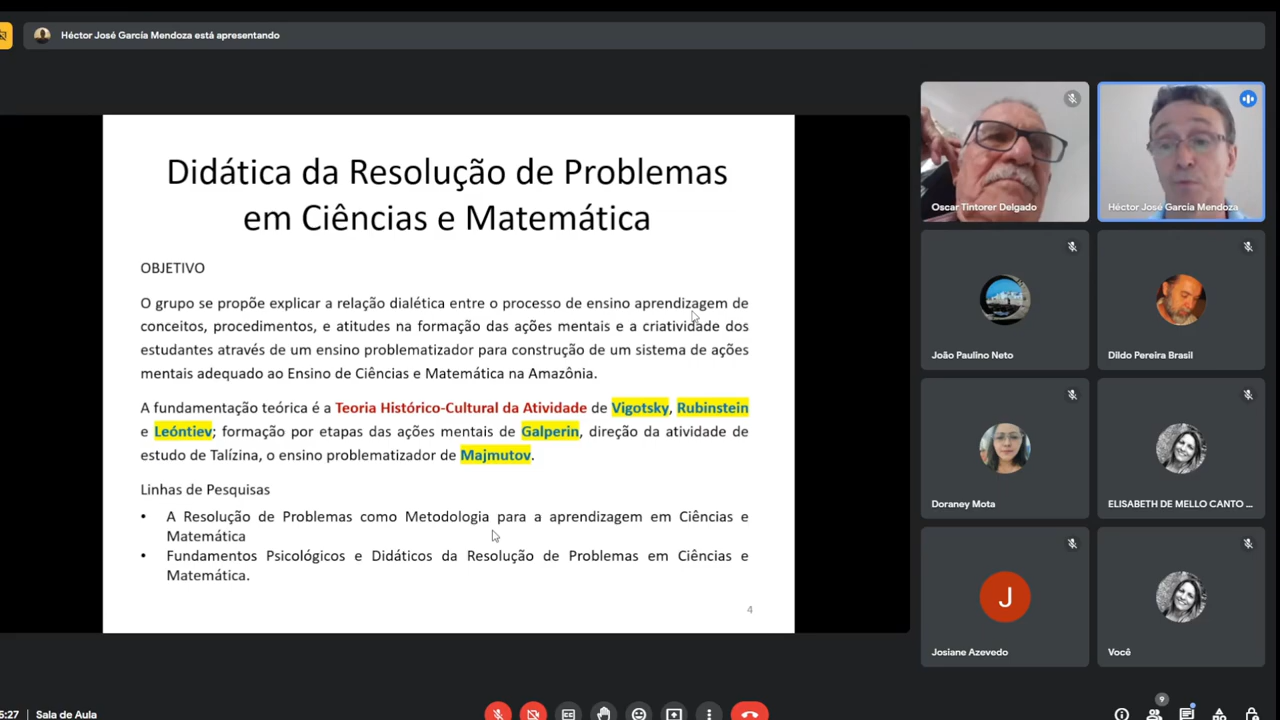 Héctor José García Mendoza está apresentando
Didática da Resolução de Problemas
em Ciências e Matemática
OBJETIVO
O grupo se propõe explicar a relação dialética entre o processo de ensino aprendizagem de
conceitos, procedimentos, e atitudes na formação das ações mentais e a criatividade dos
estudantes através de um ensino problematizador para construção de um sistema de ações
mentais adequado ao Ensino de Ciências e Matemática na Amazônia.
A fundamentação teórica é a Teoria Histórico-Cultural da Atividade de Vigotsky, Rubinstein
e Leóntiev; formação por etapas das ações mentais de Galperin, direção da atividade de
estudo de Talízina, o ensino problematizador de Majmutov.
Linhas de Pesquisas
• A Resolução de Problemas como Metodologia para a aprendizagem em Ciências e
Matemática
• Fundamentos Psicológicos e Didáticos da Resolução de Problemas em Ciências e
Matemática.
4
Oscar Tintorer Delgado
Héctor José García Mendoza
João Paulino Neto
Dildo Pereira Brasil
Doraney Mota
ELISABETH DE MELLO CANTO ...
J
Josiane Azevedo
Você
5:27
Sala de Aula
9